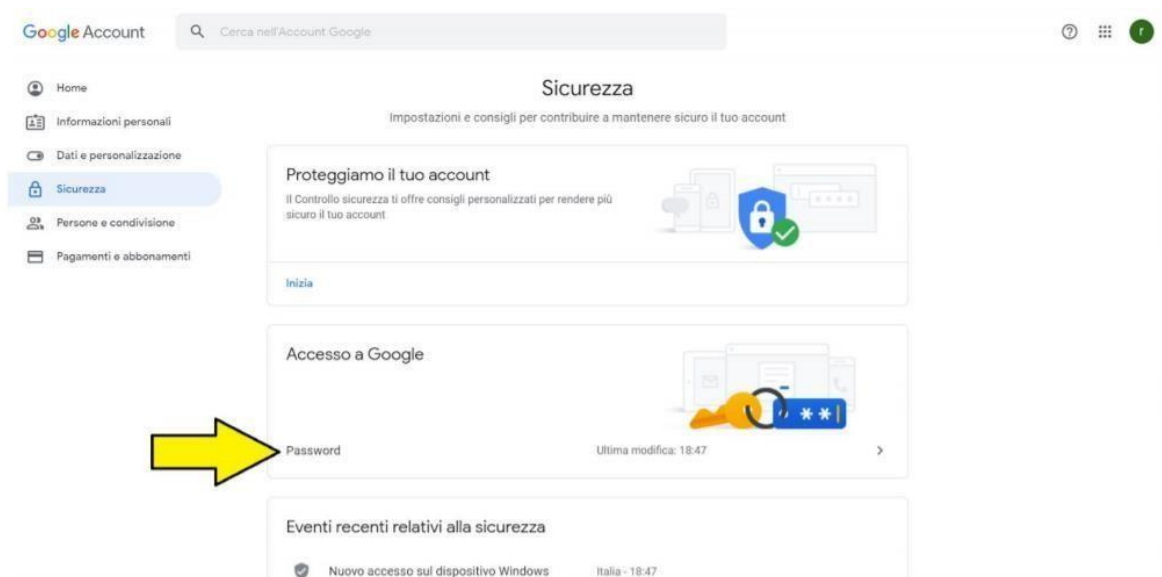 Google Account
Cerca nell'Account Google
r
Home
Informazioni personali
Dati e personalizzazione
Sicurezza
Persone e condivisione
Pagamenti e abbonamenti
Sicurezza
Impostazioni e consigli per contribuire a mantenere sicuro il tuo account
Proteggiamo il tuo account
Il Controllo sicurezza ti offre consigli personalizzati per rendere più
sicuro il tuo account
Inizia
Accesso a Google
Password
Ultima modifica: 18:47
Eventi recenti relativi alla sicurezza
Nuovo accesso sul dispositivo Windows
Italia - 18:47